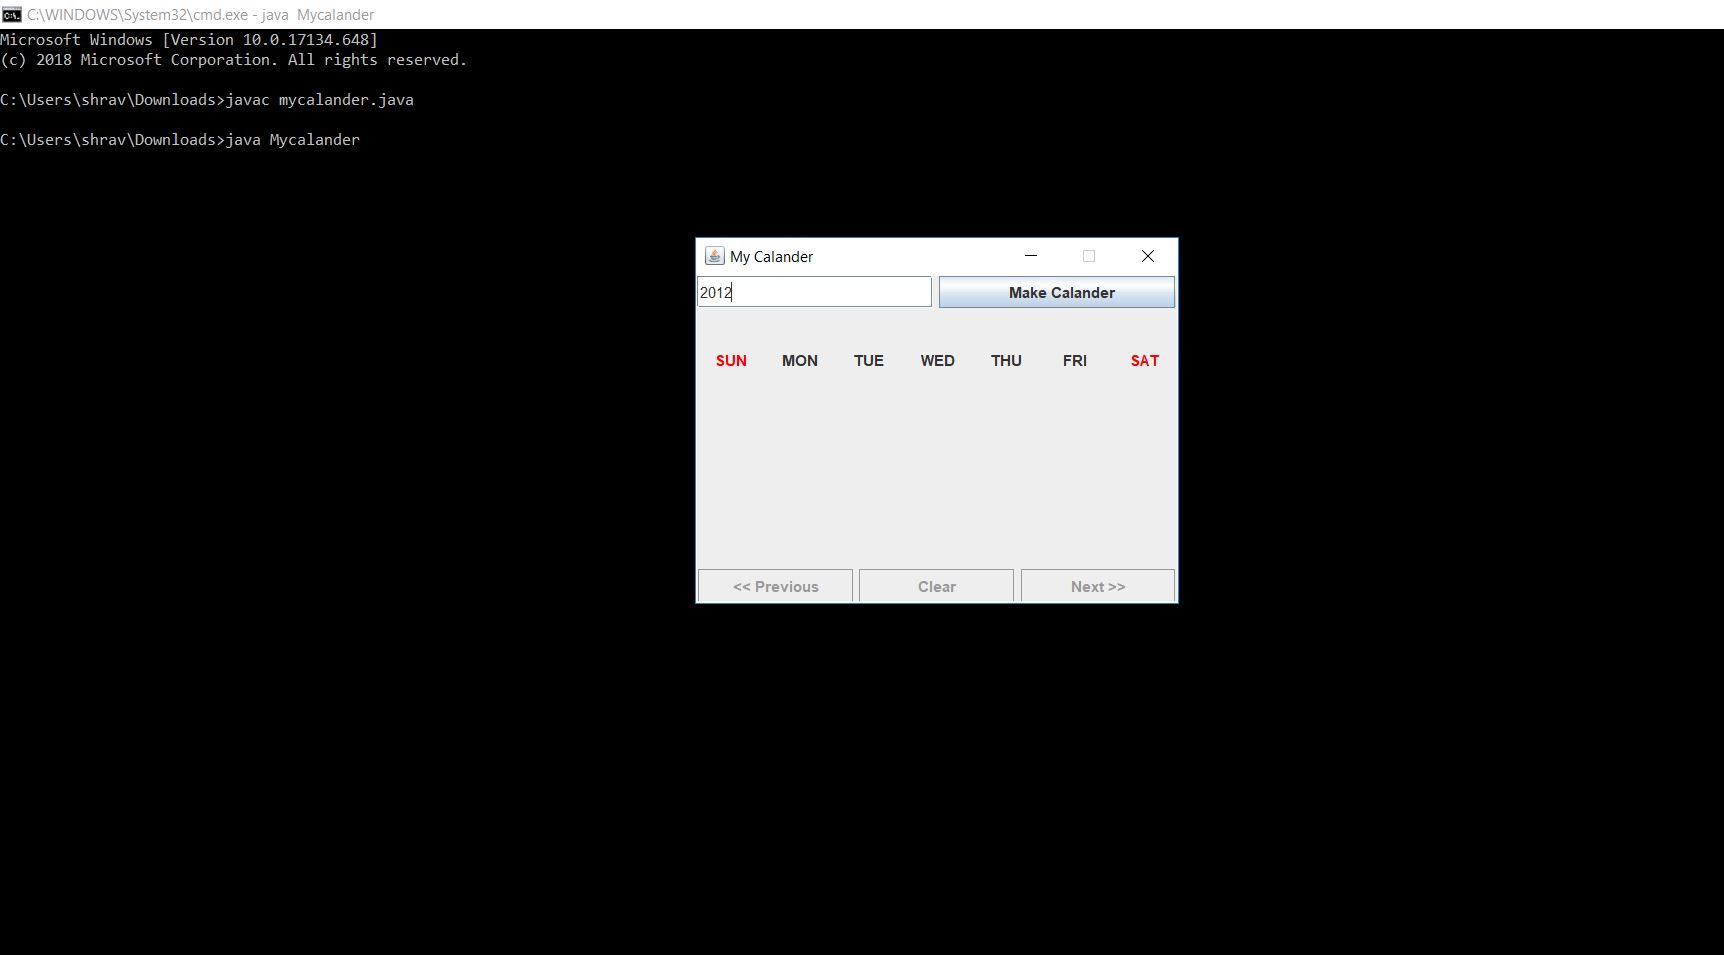 C:\WINDOWS\System32\cmd.exe - java  Mycalander
Microsoft Windows [Version 10.0.17134.648]
(c) 2018 Microsoft Corporation. All rights reserved.
C:\Users\shrav\Downloads>javac mycalander.java
C:\Users\shrav\Downloads>java Mycalander
My Calander
2012 Make Calander
SUN MON TUE WED THU FRI SAT
<< Previous Clear Next >>